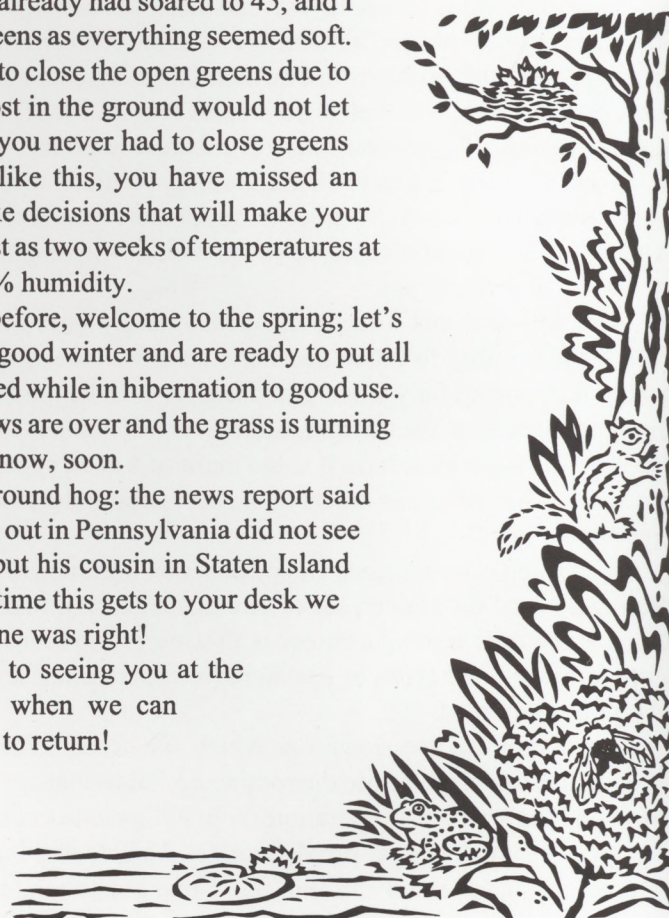 already had soared to 45, and I
eens as everything seemed soft.
to close the open greens due to
ost in the ground would not let
you never had to close greens
like this, you have missed an
e decisions that will make your
st as two weeks of temperatures at
% humidity.
before, welcome to the spring; let's
good winter and are ready to put all
ed while in hibernation to good use.
ws are over and the grass is turning
now, soon.
round hog: the news report said
out in Pennsylvania did not see
but his cousin in Staten Island
time this gets to your desk we
ne was right!
to seeing you at the
when we can
to return!